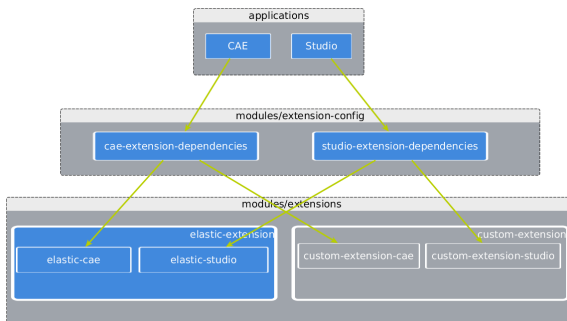 applications
CAE
Studio
modules/extension-config
cae-extension-dependencies
studio-extension-dependencies
modules/extensions
elastic-extension
custom-extension
elastic-cae
elastic-studio
custom-extension-cae
custom-extension-studio